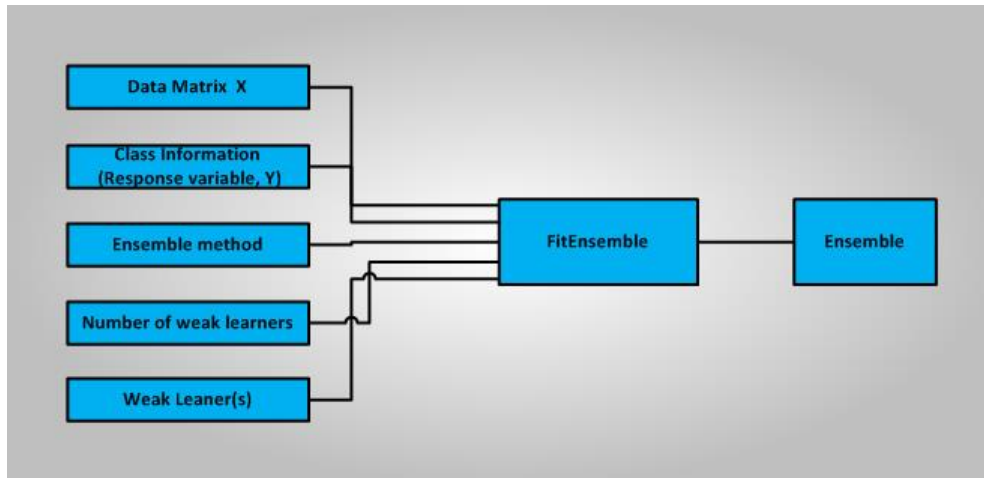 Data Matrix X
Class Information
(Response variable, Y)
Ensemble method
Number of weak learners
Weak Leaner(s)
FitEnsemble
Ensemble